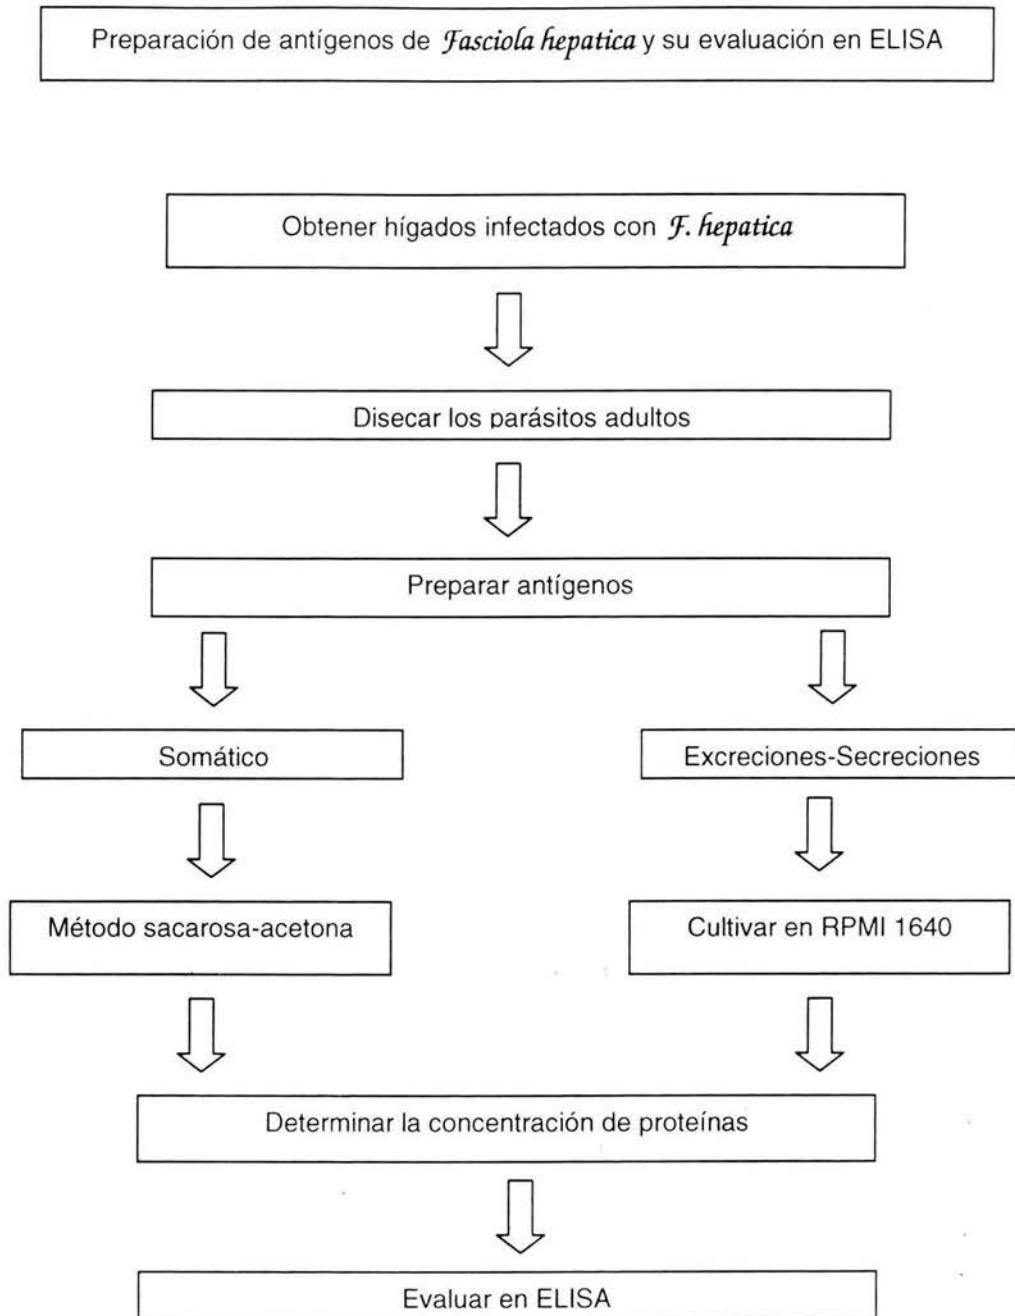 Preparación de antígenos de Fasciola hepatica y su evaluación en ELISA
Obtener hígados infectados con F. hepatica
Disecar los parásitos adultos
Preparar antígenos
Somático
Excreciones-Secreciones
Método sacarosa-acetona
Cultivar en RPMI 1640
Determinar la concentración de proteínas
Evaluar en ELISA